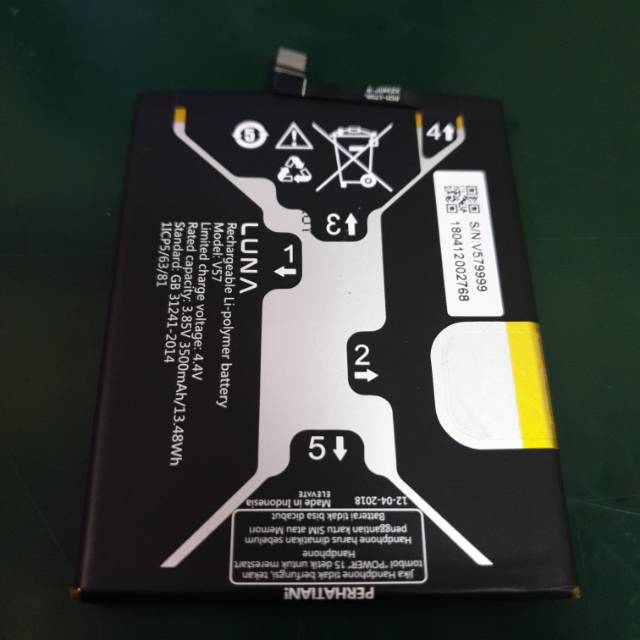 LUNA
Rechargeable Li-polymer battery
Model: V57
Limited charge voltage: 4.4V
Rated capacity: 3.85V 3500mAh/13.48Wh
Standard: GB 31241-2014
1ICP5/63/81
S/N:V579999
180412002768
5
4
3
1
2
5
PERHATIAN!
Jika Handphone tidak berfungsi, tekan
tombol "POWER" 15 detik untuk merestart
Handphone
Handphone harus dimatikan sebelum
penggantian kartu SIM atau Memori
Batterai tidak bisa dicabut
12-04-2018
Made in Indonesia
ELEVATE